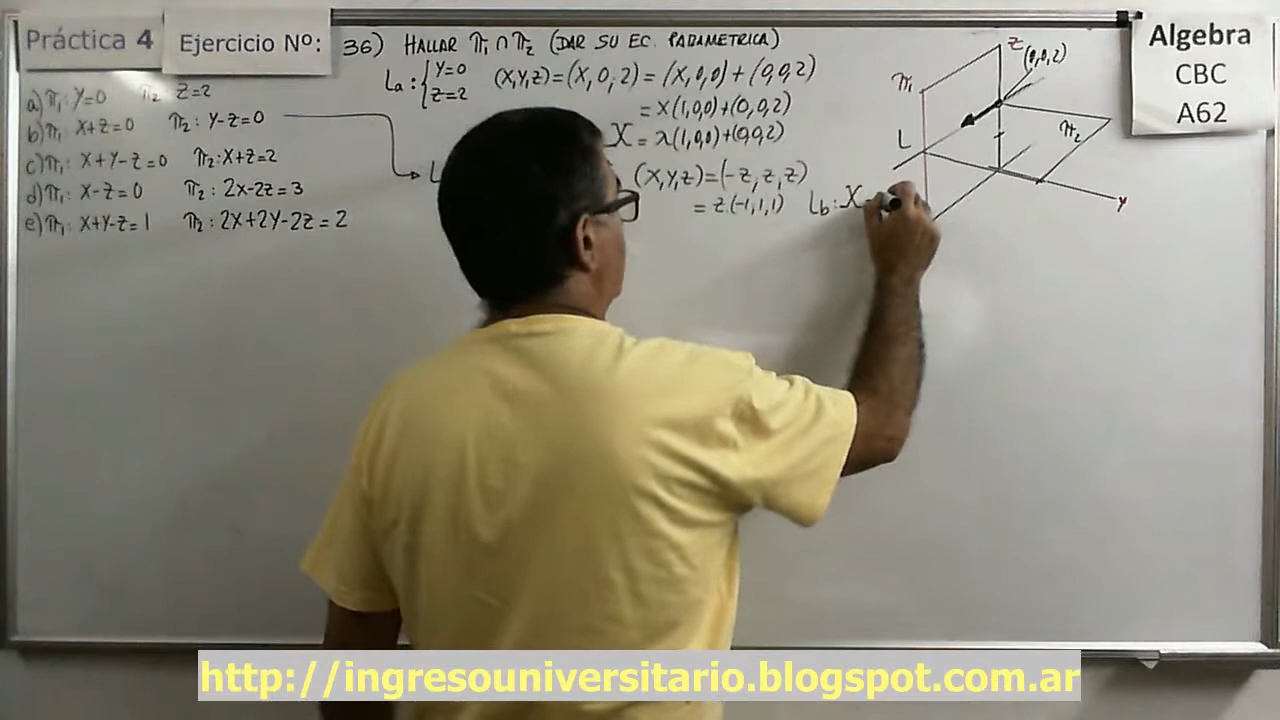 Práctica 4
Ejercicio Nº:
36) HALLAR π₁ ∩ π₂ (DAR SU EC. PARAMETRICA)
a) π₁: Y=0 π₂ Z=2
b) π₁ X+Z=0 π₂: Y-Z=0
c) π₁: X+Y-Z=0 π₂: X+Z=2
d) π₁: X-Z=0 π₂: 2X-2Z=3
e) π₁: X+Y-Z=1 π₂: 2X+2Y-2Z=2
La: { Y=0
Z=2
(X,Y,Z)=(X,0,2)=(X,0,0)+(0,0,2)
=X(1,0,0)+(0,0,2)
X=λ(1,0,0)+(0,0,2)
L
(X,Y,Z)=(-Z,Z,Z)
=Z.(-1,1,1)
Lb: X
Z
(0,0,2)
π₁
π₂
L
Y
Algebra
CBC
A62
http://ingresouniversitario.blogspot.com.ar